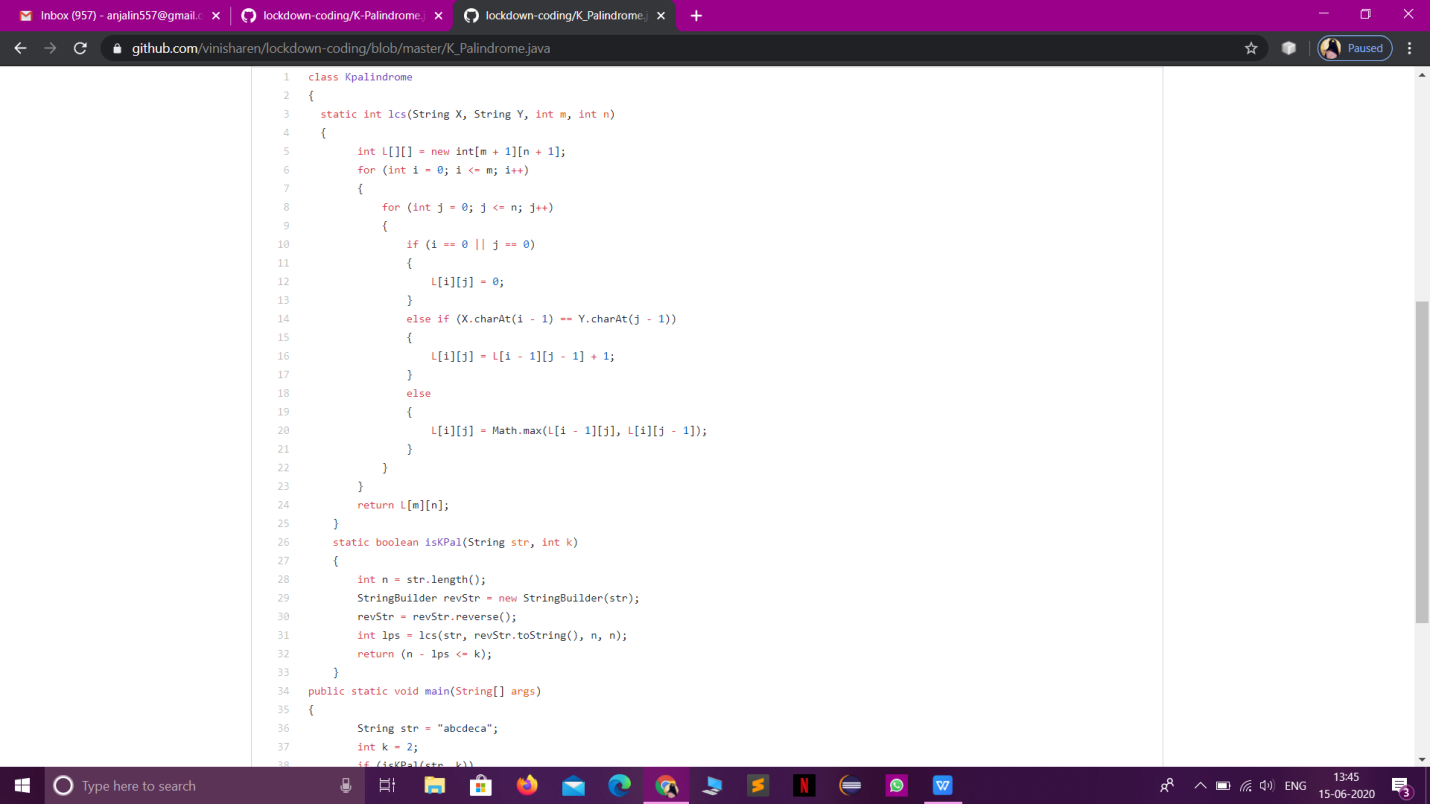 Inbox (957) - anjalin557@gmail.c
lockdown-coding/K-Palindrome.j
lockdown-coding/K_Palindrome.j
github.com/vinisharen/lockdown-coding/blob/master/K_Palindrome.java
Paused
1 class Kpalindrome
2 {
3 static int lcs(String X, String Y, int m, int n)
4 {
5 int L[][] = new int[m + 1][n + 1];
6 for (int i = 0; i <= m; i++)
7 {
8 for (int j = 0; j <= n; j++)
9 {
10 if (i == 0 || j == 0)
11 {
12 L[i][j] = 0;
13 }
14 else if (X.charAt(i - 1) == Y.charAt(j - 1))
15 {
16 L[i][j] = L[i - 1][j - 1] + 1;
17 }
18 else
19 {
20 L[i][j] = Math.max(L[i - 1][j], L[i][j - 1]);
21 }
22 }
23 }
24 return L[m][n];
25 }
26 static boolean isKPal(String str, int k)
27 {
28 int n = str.length();
29 StringBuilder revStr = new StringBuilder(str);
30 revStr = revStr.reverse();
31 int lps = lcs(str, revStr.toString(), n, n);
32 return (n - lps <= k);
33 }
34 public static void main(String[] args)
35 {
36 String str = "abcdeca";
37 int k = 2;
38 if (isKPal(str, k))
Type here to search
N
W
ENG
13:45
15-06-2020
3